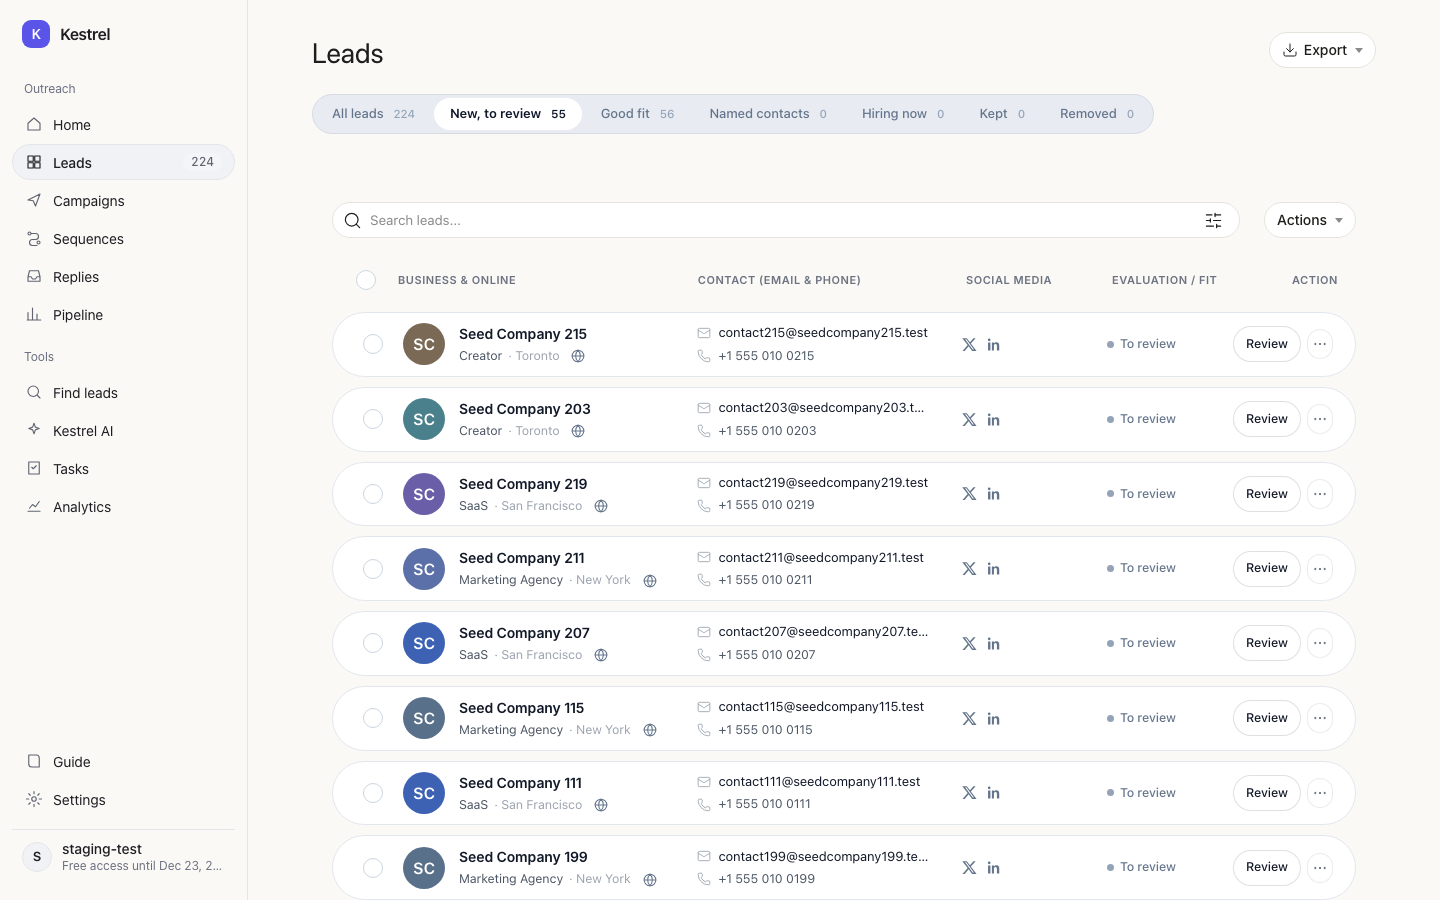 K Kestrel
Outreach
Home
Leads 224
Campaigns
Sequences
Replies
Pipeline
Tools
Find leads
Kestrel AI
Tasks
Analytics
Guide
Settings
S staging-test
Free access until Dec 23, 2...
Leads
Export
All leads 224 New, to review 55 Good fit 56 Named contacts 0 Hiring now 0 Kept 0 Removed 0
Search leads...
Actions
BUSINESS & ONLINE CONTACT (EMAIL & PHONE) SOCIAL MEDIA EVALUATION / FIT ACTION
SC Seed Company 215 contact215@seedcompany215.test To review Review
Creator · Toronto +1 555 010 0215
SC Seed Company 203 contact203@seedcompany203.t... To review Review
Creator · Toronto +1 555 010 0203
SC Seed Company 219 contact219@seedcompany219.test To review Review
SaaS · San Francisco +1 555 010 0219
SC Seed Company 211 contact211@seedcompany211.test To review Review
Marketing Agency · New York +1 555 010 0211
SC Seed Company 207 contact207@seedcompany207.te... To review Review
SaaS · San Francisco +1 555 010 0207
SC Seed Company 115 contact115@seedcompany115.test To review Review
Marketing Agency · New York +1 555 010 0115
SC Seed Company 111 contact111@seedcompany111.test To review Review
SaaS · San Francisco +1 555 010 0111
SC Seed Company 199 contact199@seedcompany199.te... To review Review
Marketing Agency · New York +1 555 010 0199